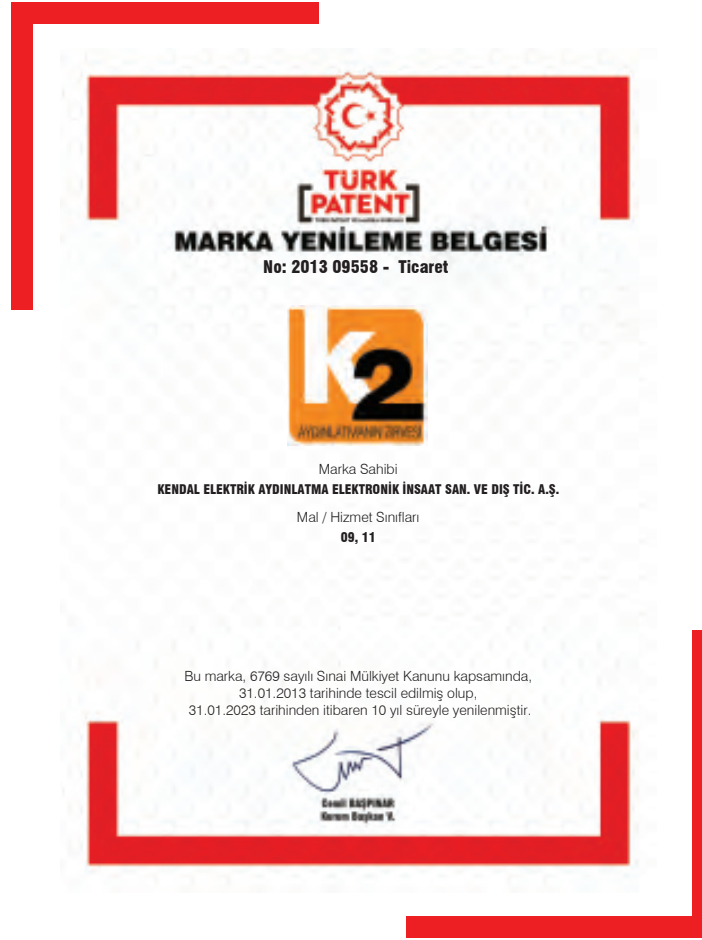 TÜRK
PATENT
MARKA YENİLEME BELGESİ
No: 2013 09558 - Ticaret
K2
AYDINLATMANIN ZİRVESİ
Marka Sahibi
KENDAL ELEKTRİK AYDINLATMA ELEKTRONİK İNSAAT SAN. VE DIŞ TİC. A.Ş.
Mal / Hizmet Sınıfları
09, 11
Bu marka, 6769 sayılı Sınai Mülkiyet Kanunu kapsamında,
31.01.2013 tarihinde tescil edilmiş olup,
31.01.2023 tarihinden itibaren 10 yıl süreyle yenilenmiştir.
Cemil BAŞPINAR
Kurum Başkan V.